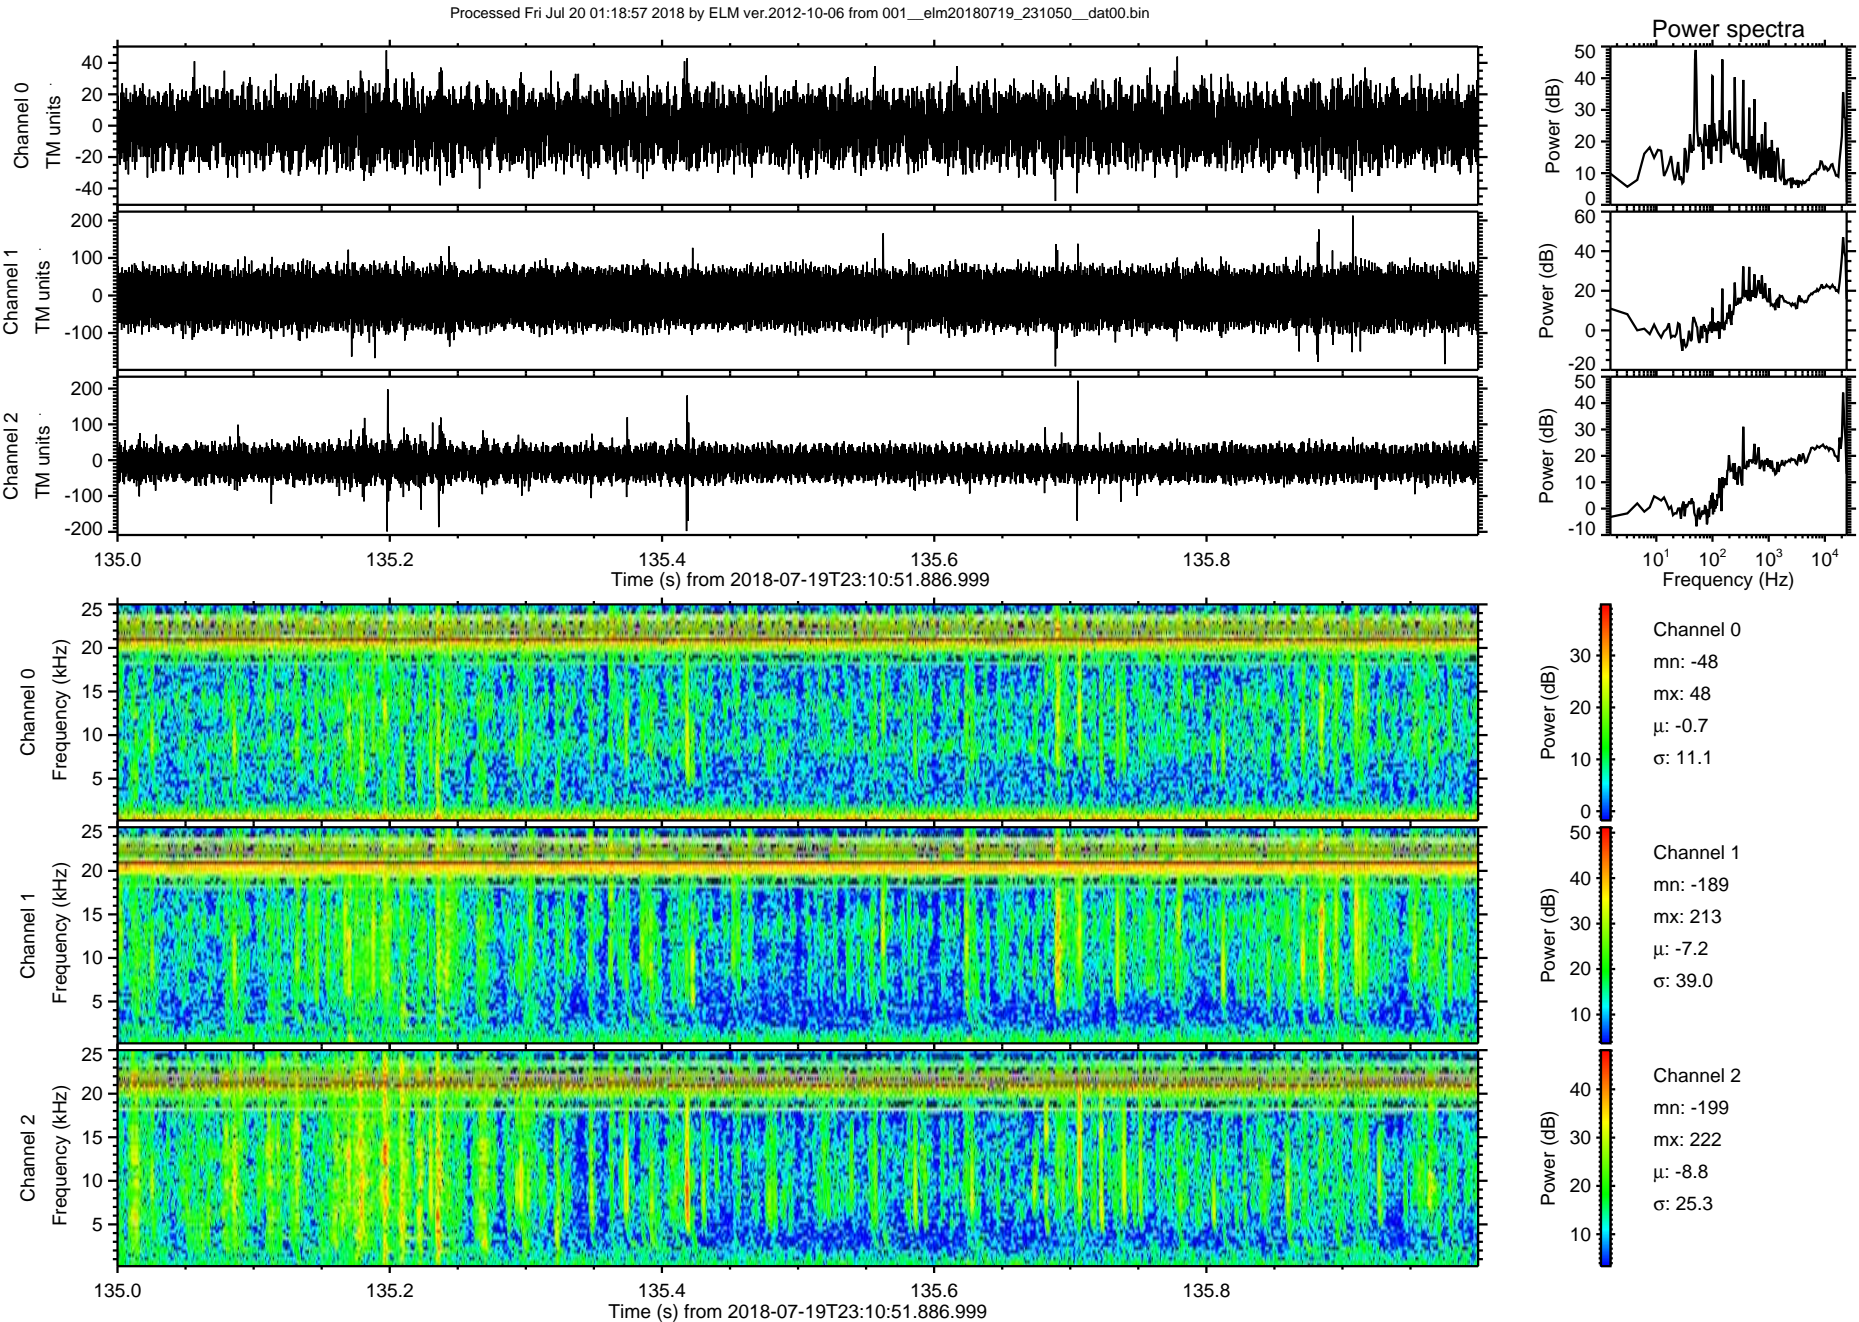 Processed Fri Jul 20 01:18:57 2018 by ELM ver.2012-10-06 from 001__elm20180719_231050__dat00.bin
Power spectra
Channel 0
TM units
40
20
0
-20
-40
Power (dB)
50
40
30
20
10
0
Channel 1
TM units
200
100
0
-100
Power (dB)
60
40
20
0
-20
Channel 2
TM units
200
100
0
-100
-200
Power (dB)
50
40
30
20
10
0
-10
135.0 135.2 135.4 135.6 135.8
Time (s) from 2018-07-19T23:10:51.886.999
10^1 10^2 10^3 10^4
Frequency (Hz)
Channel 0
Frequency (kHz)
25
20
15
10
5
Power (dB)
30
20
10
0
Channel 0
mn: -48
mx: 48
μ: -0.7
σ: 11.1
Channel 1
Frequency (kHz)
25
20
15
10
5
Power (dB)
50
40
30
20
10
Channel 1
mn: -189
mx: 213
μ: -7.2
σ: 39.0
Channel 2
Frequency (kHz)
25
20
15
10
5
Power (dB)
40
30
20
10
Channel 2
mn: -199
mx: 222
μ: -8.8
σ: 25.3
135.0 135.2 135.4 135.6 135.8
Time (s) from 2018-07-19T23:10:51.886.999